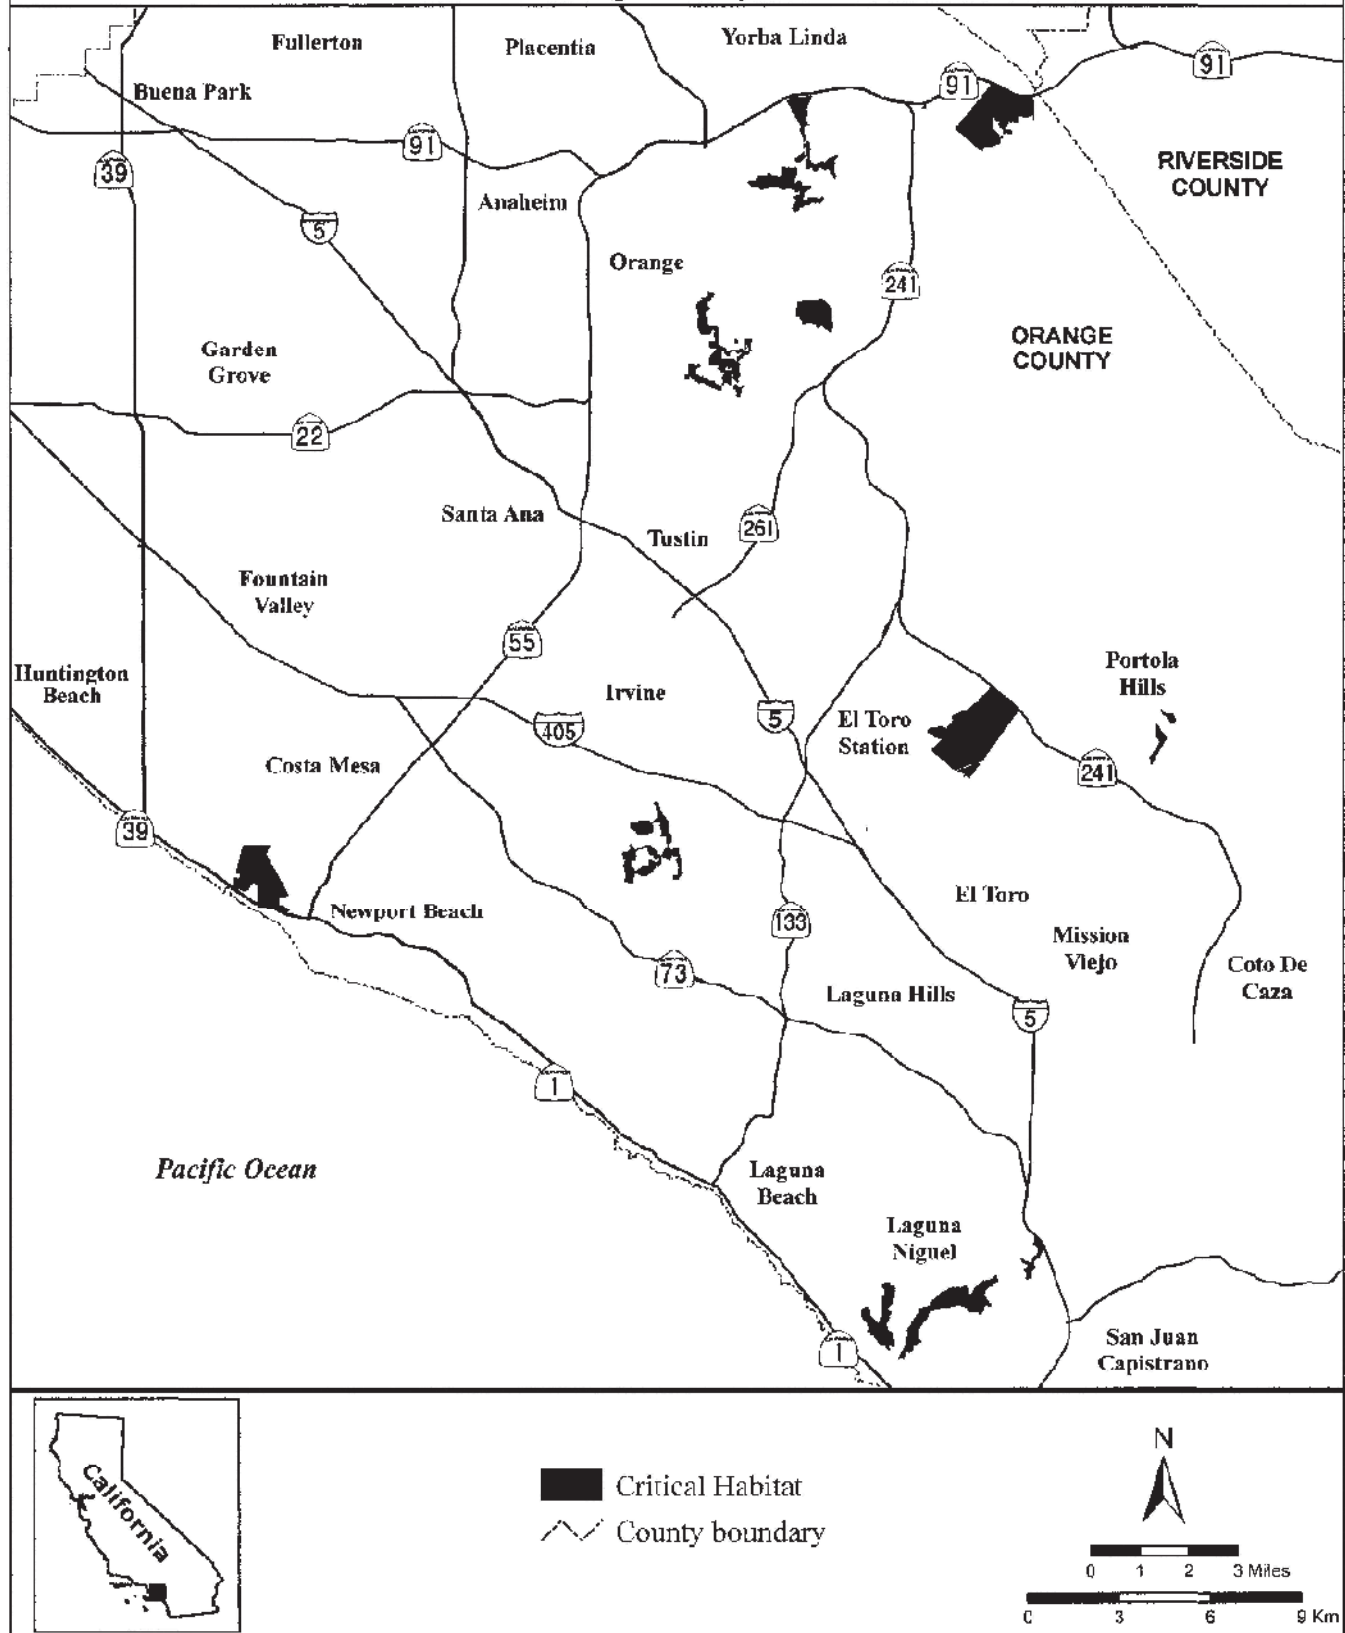 Fullerton
Placentia
Yorba Linda
91
91
Buena Park
91
39
RIVERSIDE
COUNTY
Anaheim
5
Orange
241
ORANGE
COUNTY
Garden
Grove
22
Santa Ana
Tustin
261
Fountain
Valley
55
Huntington
Beach
Irvine
Portola
Hills
5
El Toro
Station
405
Costa Mesa
241
39
El Toro
Newport Beach
133
Mission
Viejo
73
Coto De
Caza
Laguna Hills
5
1
Pacific Ocean
Laguna
Beach
Laguna
Niguel
1
San Juan
Capistrano
California
Critical Habitat
County boundary
N
0 1 2 3 Miles
0 3 6 9 Km